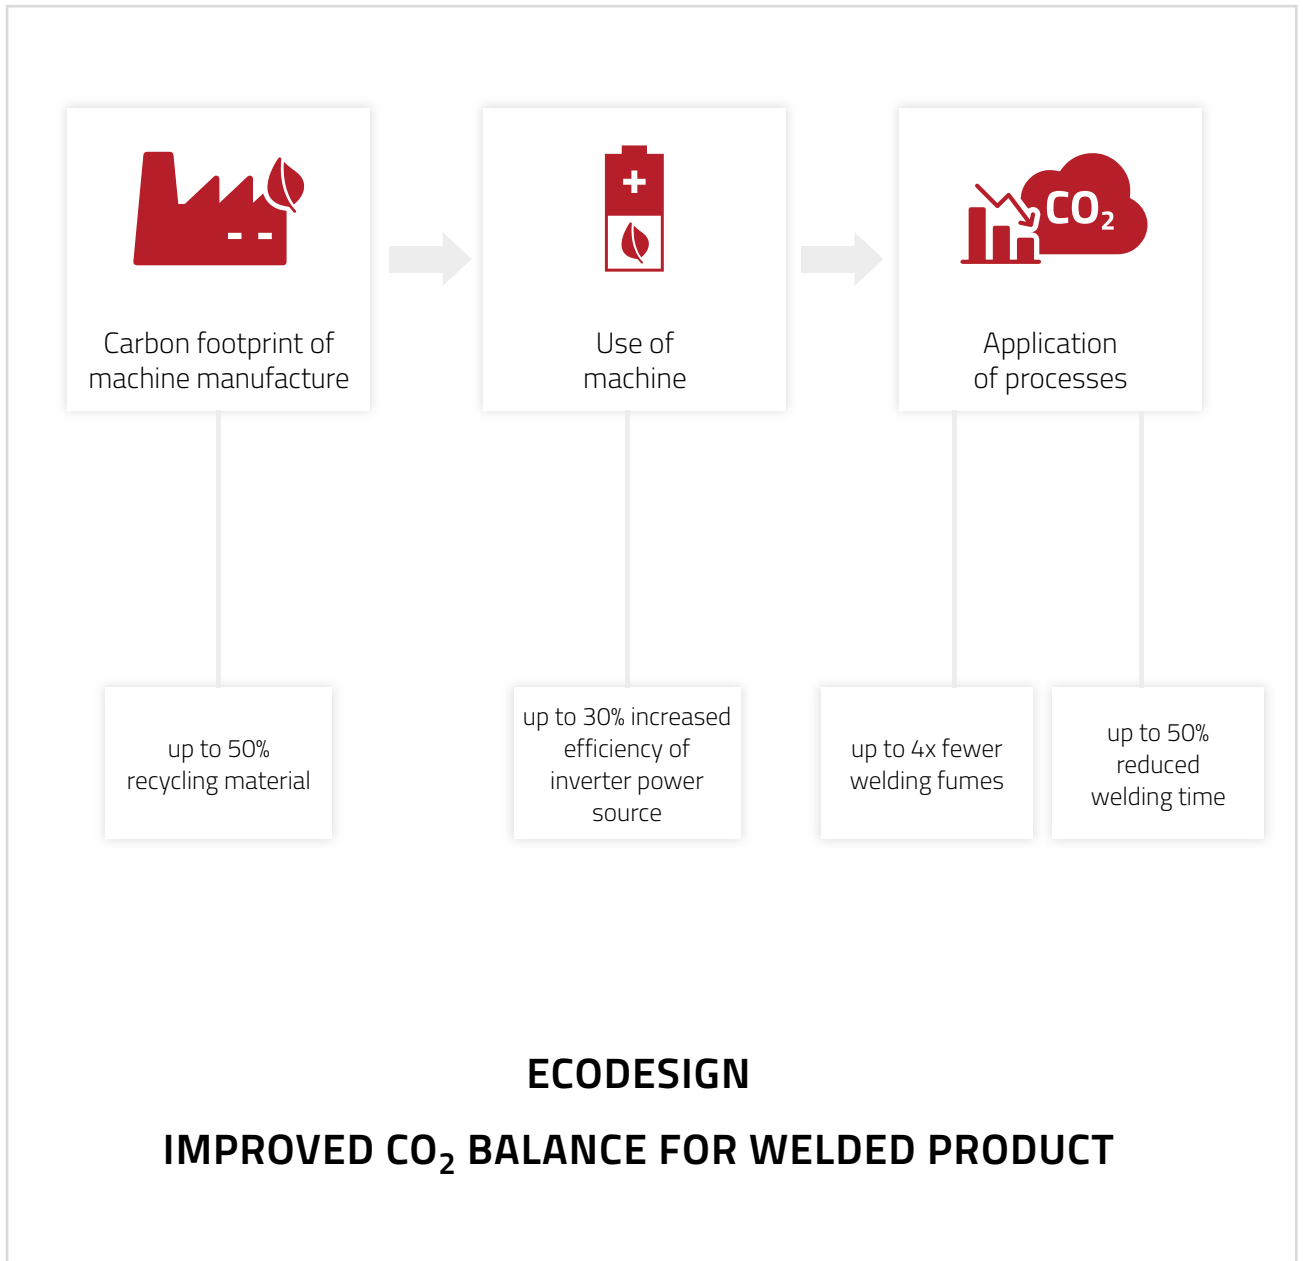 CO₂
Carbon footprint of
machine manufacture
Use of
machine
Application
of processes
up to 50%
recycling material
up to 30% increased
efficiency of
inverter power
source
up to 4x fewer
welding fumes
up to 50%
reduced
welding time
ECODESIGN
IMPROVED CO₂ BALANCE FOR WELDED PRODUCT